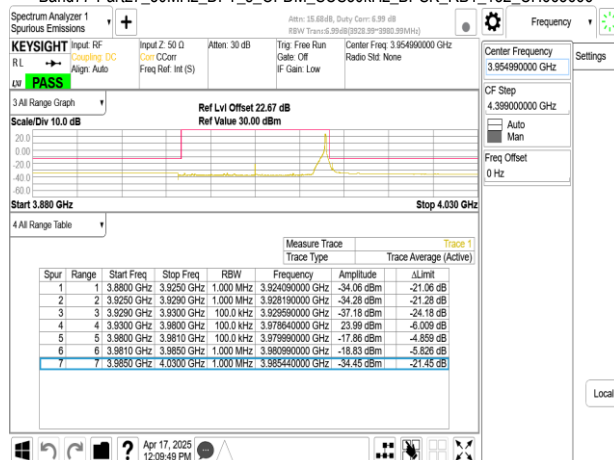 Spectrum Analyzer 1
Spurious Emissions
Attn: 15.68dB, Duty Corr: 6.99 dB
Frequency
KEYSIGHT
RL
PASS
Input: RF
Coupling: DC
Align: Auto
Input Z: 50 Ω
Corr CCorr
Freq Ref: Int (S)
Atten: 30 dB
Trig: Free Run
Gate: Off
IF Gain: Low
Center Freq: 3.954990000 GHz
Radio Std: None
Center Frequency
3.954990000 GHz
Settings
CF Step
4.399000000 GHz
Auto
Man
Freq Offset
0 Hz
3 All Range Graph
Scale/Div 10.0 dB
Ref Lvl Offset 22.67 dB
Ref Value 30.00 dBm
20.0
0.00
-20.0
-40.0
-60.0
Start 3.880 GHz
Stop 4.030 GHz
4 All Range Table
Measure Trace Trace 1
Trace Type Trace Average (Active)
Spur Range Start Freq Stop Freq RBW Frequency Amplitude ΔLimit
1 1 3.8800 GHz 3.9250 GHz 1.000 MHz 3.924090000 GHz -34.06 dBm -21.06 dB
2 2 3.9250 GHz 3.9290 GHz 1.000 MHz 3.928190000 GHz -34.28 dBm -21.28 dB
3 3 3.9290 GHz 3.9300 GHz 100.0 kHz 3.929590000 GHz -37.18 dBm -24.18 dB
4 4 3.9300 GHz 3.9800 GHz 100.0 kHz 3.978640000 GHz 23.99 dBm -6.009 dB
5 5 3.9800 GHz 3.9810 GHz 100.0 kHz 3.979990000 GHz -17.86 dBm -4.859 dB
6 6 3.9810 GHz 3.9850 GHz 1.000 MHz 3.980990000 GHz -18.83 dBm -5.826 dB
7 7 3.9850 GHz 4.0300 GHz 1.000 MHz 3.985440000 GHz -34.45 dBm -21.45 dB
Local
Apr 17, 2025
12:09:49 PM